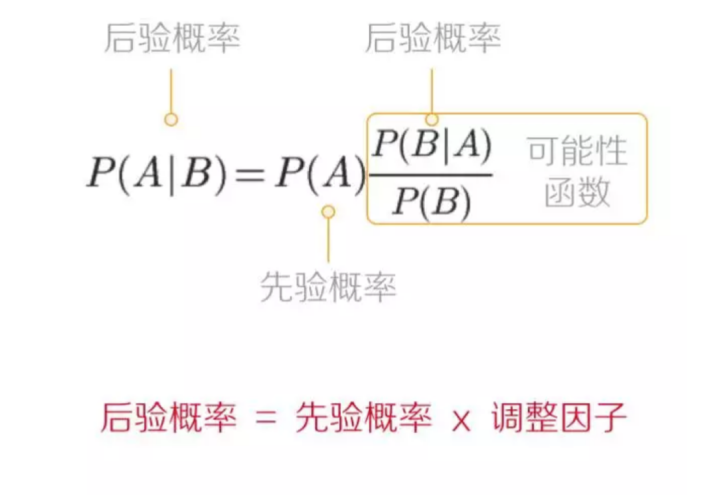 后验概率 后验概率
P(A|B)=P(A)P(B|A)/P(B) 可能性
函数
先验概率
后验概率 = 先验概率 x 调整因子